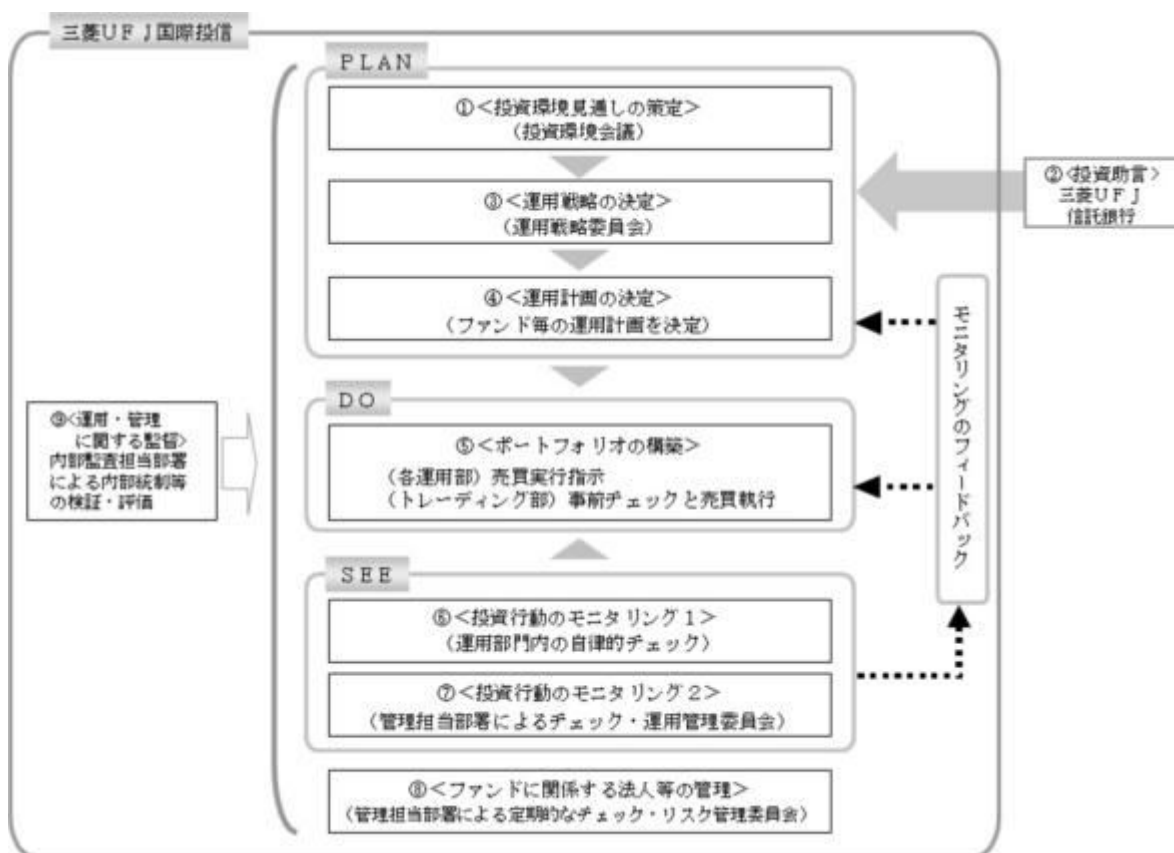 三菱UFJ国際投信
PLAN
①<投資環境見通しの策定>
(投資環境会議)
②<投資助言>
三菱UFJ
信託銀行
③<運用戦略の決定>
(運用戦略委員会)
④<運用計画の決定>
(ファンド毎の運用計画を決定)
モニタリングのフィードバック
DO
⑤<ポートフォリオの構築>
(各運用部)売買実行指示
(トレーディング部)事前チェックと売買執行
⑨<運用・管理
に関する監督>
内部監査担当部署
による内部統制等
の検証・評価
SEE
⑥<投資行動のモニタリング1>
(運用部門内の自律的チェック)
⑦<投資行動のモニタリング2>
(管理担当部署によるチェック・運用管理委員会)
⑧<ファンドに関係する法人等の管理>
(管理担当部署による定期的なチェック・リスク管理委員会)